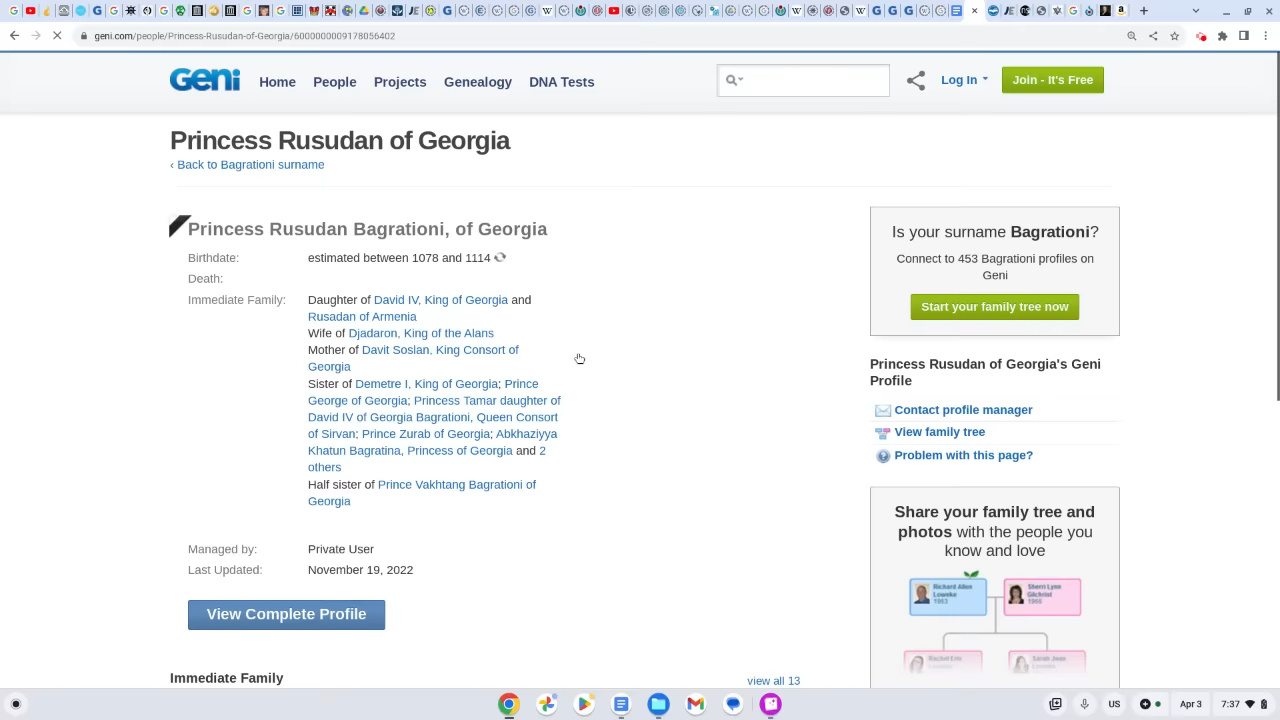 geni.com/people/Princess-Rusudan-of-Georgia/6000000009178056402
Geni
Home
People
Projects
Genealogy
DNA Tests
Log In
Join - It's Free
Princess Rusudan of Georgia
‹ Back to Bagrationi surname
Princess Rusudan Bagrationi, of Georgia
Birthdate: estimated between 1078 and 1114
Death:
Immediate Family: Daughter of David IV, King of Georgia and
Rusadan of Armenia
Wife of Djadaron, King of the Alans
Mother of Davit Soslan, King Consort of
Georgia
Sister of Demetre I, King of Georgia; Prince
George of Georgia; Princess Tamar daughter of
David IV of Georgia Bagrationi, Queen Consort
of Sirvan; Prince Zurab of Georgia; Abkhaziyya
Khatun Bagratina, Princess of Georgia and 2
others
Half sister of Prince Vakhtang Bagrationi of
Georgia
Managed by: Private User
Last Updated: November 19, 2022
View Complete Profile
Immediate Family
view all 13
Is your surname Bagrationi?
Connect to 453 Bagrationi profiles on
Geni
Start your family tree now
Princess Rusudan of Georgia's Geni
Profile
Contact profile manager
View family tree
Problem with this page?
Share your family tree and
photos with the people you
know and love
US
Apr 3
7:37